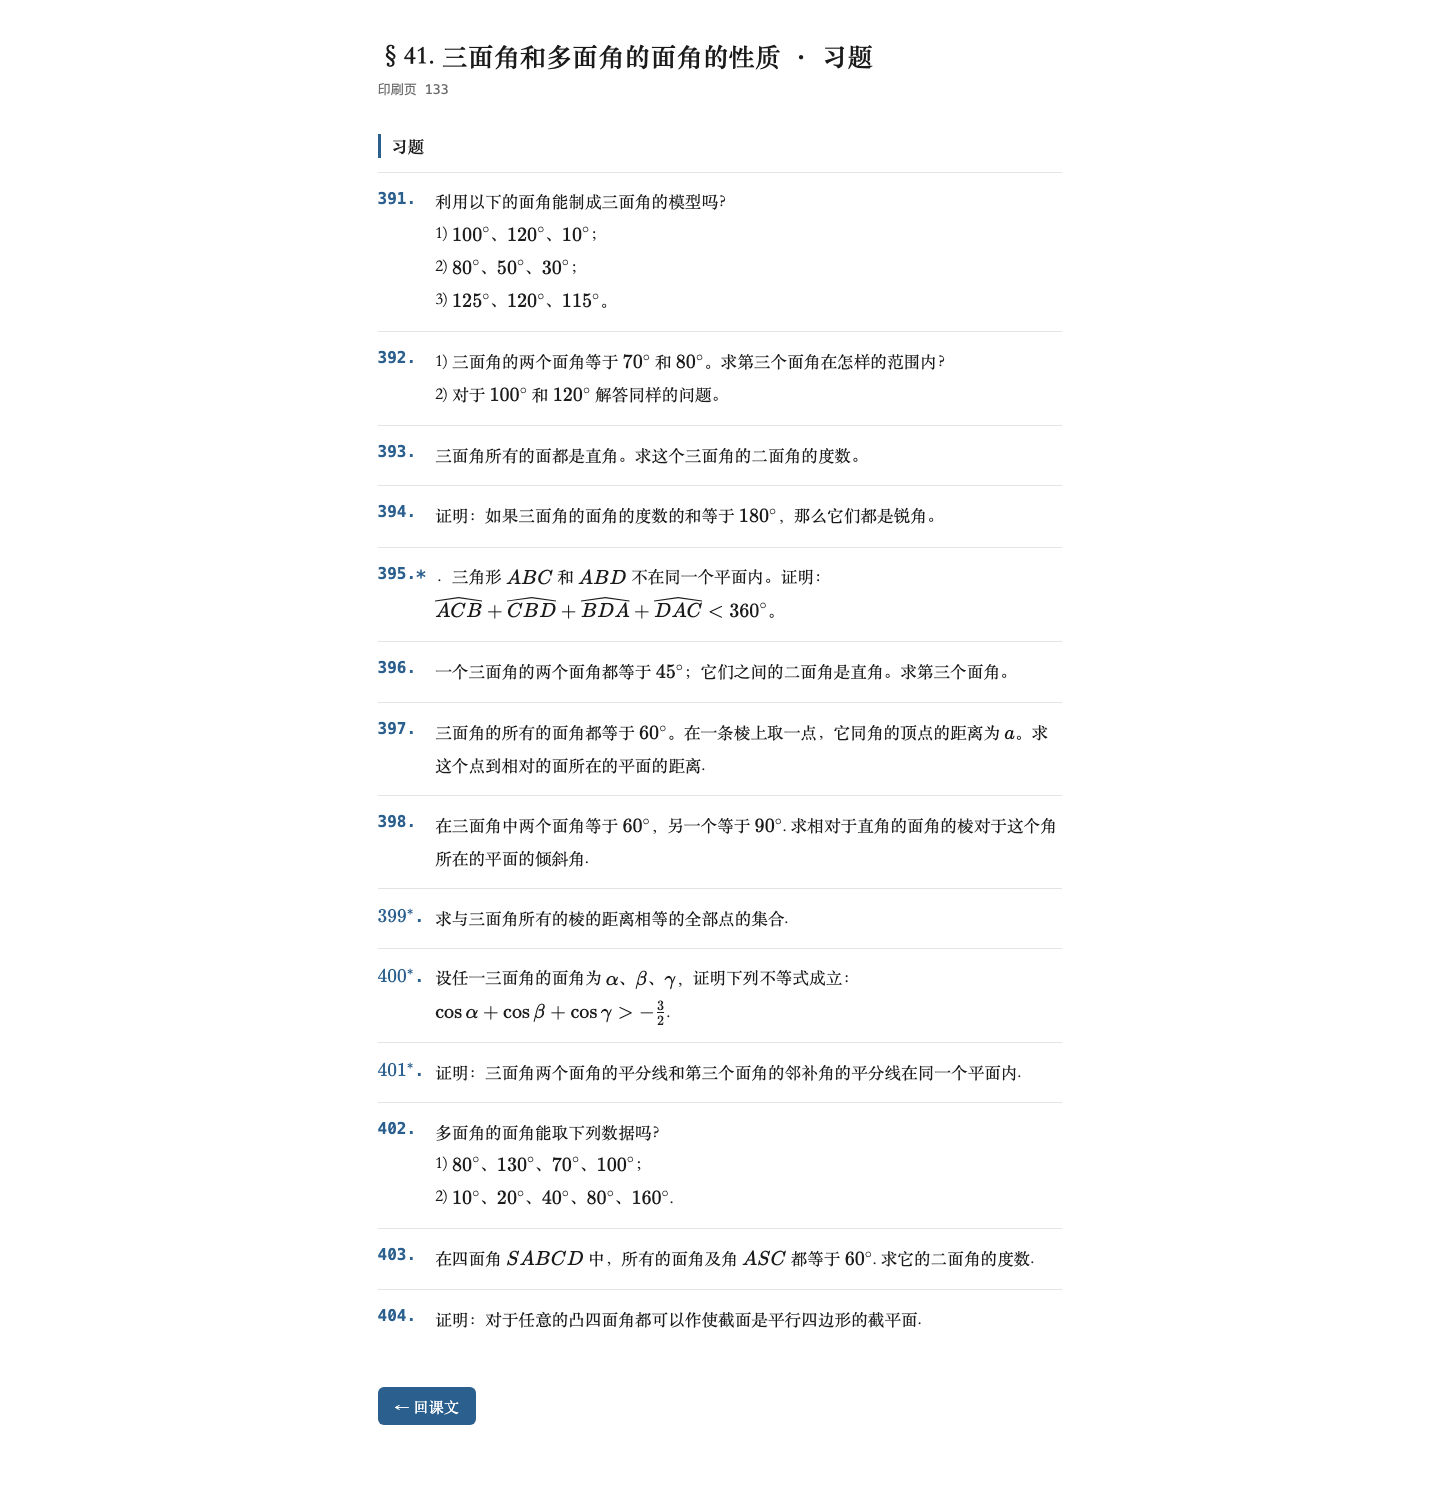 § 41. 三面角和多面角的面角的性质 · 习题
印刷页 133
习题
391. 利用以下的面角能制成三面角的模型吗?
1) 100°、120°、10°;
2) 80°、50°、30°;
3) 125°、120°、115°。
392. 1) 三面角的两个面角等于 70° 和 80°。求第三个面角在怎样的范围内?
2) 对于 100° 和 120° 解答同样的问题。
393. 三面角所有的面都是直角。求这个三面角的二面角的度数。
394. 证明：如果三面角的面角的度数的和等于 180°，那么它们都是锐角。
395.* . 三角形 ABC 和 ABD 不在同一个平面内。证明：
$\widehat{ACB} + \widehat{CBD} + \widehat{BDA} + \widehat{DAC} < 360°$。
396. 一个三面角的两个面角都等于 45°；它们之间的二面角是直角。求第三个面角。
397. 三面角的所有的面角都等于 60°。在一条棱上取一点，它同角的顶点的距离为 a。求
这个点到相对的面所在的平面的距离.
398. 在三面角中两个面角等于 60°，另一个等于 90°. 求相对于直角的面角的棱对于这个角
所在的平面的倾斜角.
399*. 求与三面角所有的棱的距离相等的全部点的集合.
400*. 设任一三面角的面角为 α、β、γ，证明下列不等式成立：
$\cos α + \cos β + \cos γ > -\frac{3}{2}$.
401*. 证明：三面角两个面角的平分线和第三个面角的邻补角的平分线在同一个平面内.
402. 多面角的面角能取下列数据吗?
1) 80°、130°、70°、100°;
2) 10°、20°、40°、80°、160°.
403. 在四面角 SABCD 中，所有的面角及角 ASC 都等于 60°. 求它的二面角的度数.
404. 证明：对于任意的凸四面角都可以作使截面是平行四边形的截平面.
← 回课文